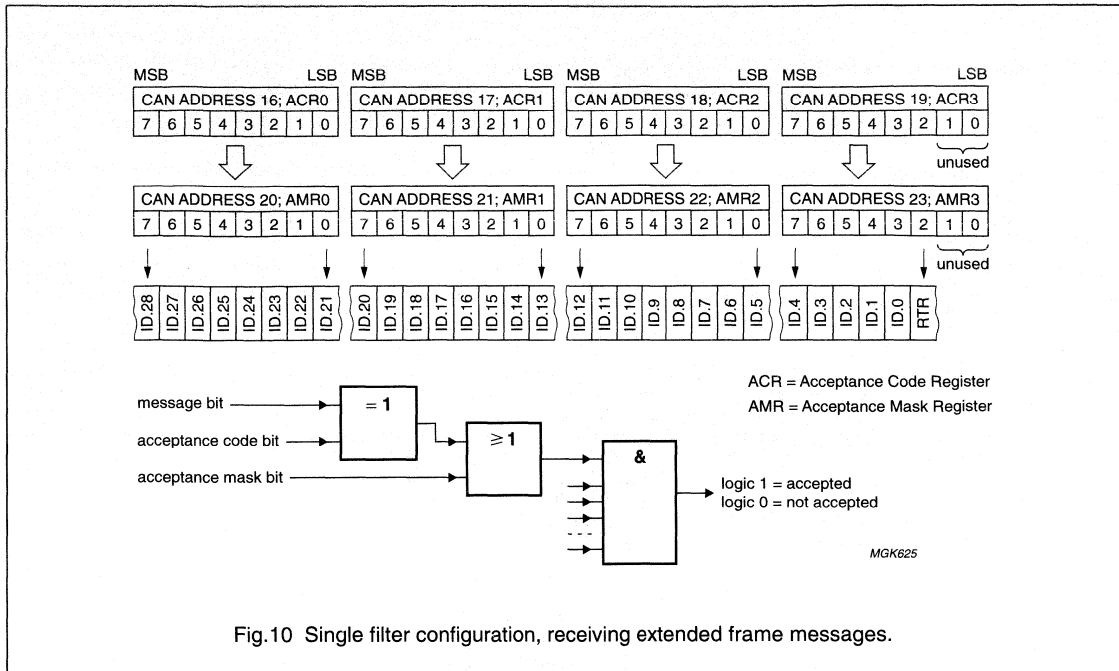 MSB LSB MSB LSB MSB LSB MSB LSB
CAN ADDRESS 16; ACR0 CAN ADDRESS 17; ACR1 CAN ADDRESS 18; ACR2 CAN ADDRESS 19; ACR3
7 6 5 4 3 2 1 0 7 6 5 4 3 2 1 0 7 6 5 4 3 2 1 0 7 6 5 4 3 2 1 0
unused
CAN ADDRESS 20; AMR0 CAN ADDRESS 21; AMR1 CAN ADDRESS 22; AMR2 CAN ADDRESS 23; AMR3
7 6 5 4 3 2 1 0 7 6 5 4 3 2 1 0 7 6 5 4 3 2 1 0 7 6 5 4 3 2 1 0
unused
ID.28 ID.27 ID.26 ID.25 ID.24 ID.23 ID.22 ID.21 ID.20 ID.19 ID.18 ID.17 ID.16 ID.15 ID.14 ID.13 ID.12 ID.11 ID.10 ID.9 ID.8 ID.7 ID.6 ID.5 ID.4 ID.3 ID.2 ID.1 ID.0 RTR
ACR = Acceptance Code Register
AMR = Acceptance Mask Register
message bit
= 1
acceptance code bit
≥ 1
acceptance mask bit
&
logic 1 = accepted
logic 0 = not accepted
MGK625
Fig.10 Single filter configuration, receiving extended frame messages.